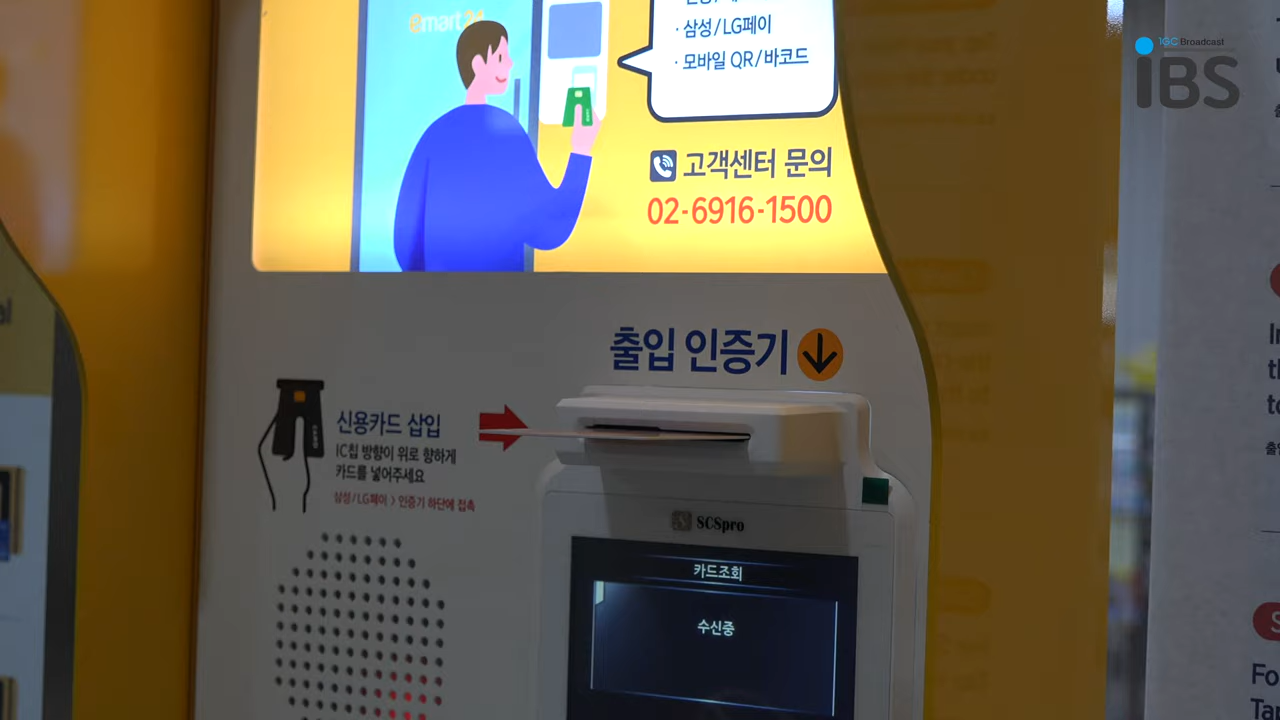 emart24
· 삼성/LG페이
· 모바일 QR/바코드
고객센터 문의
02-6916-1500
출입 인증기
신용카드 삽입
IC칩 방향이 위로 향하게
카드를 넣어주세요
삼성/LG페이 > 인증기 하단에 접촉
CARD
SCSpro
카드조회
수신중
1GC Broadcast
iBS